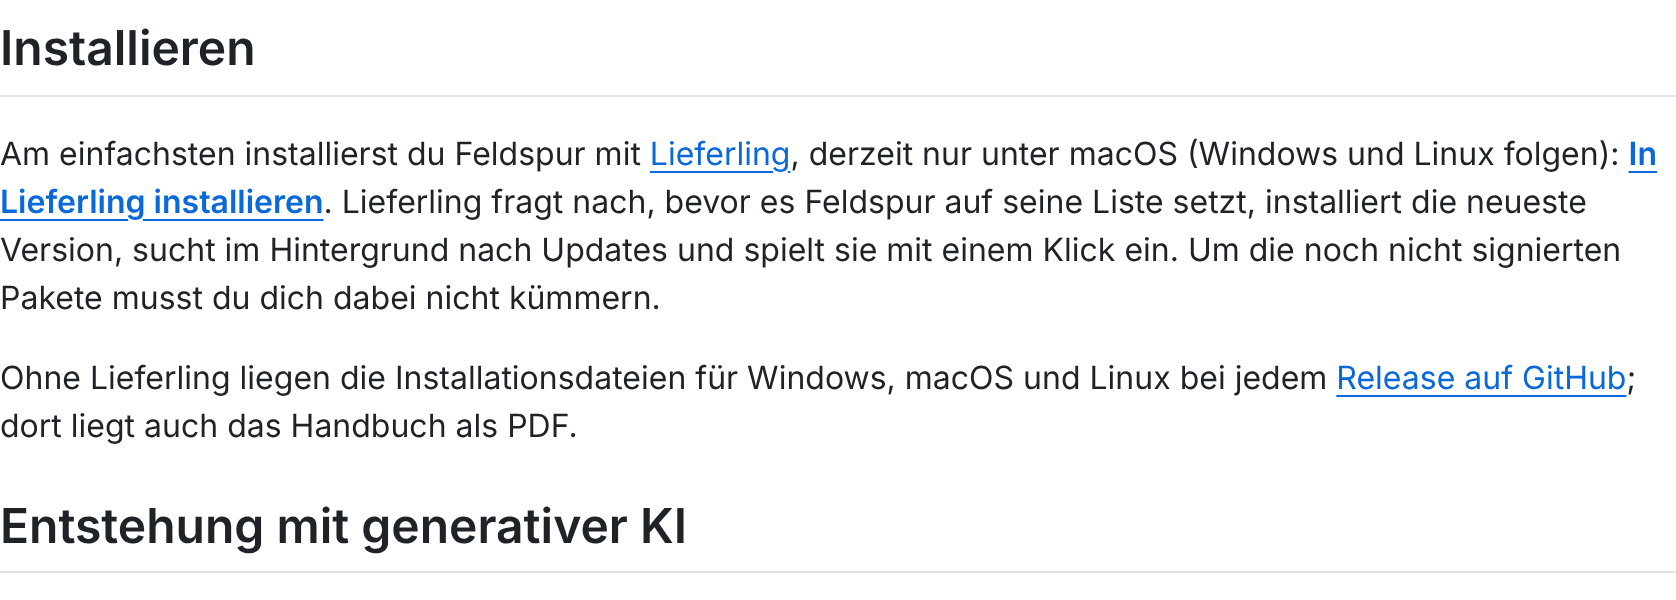 Installieren
Am einfachsten installierst du Feldspur mit Lieferling, derzeit nur unter macOS (Windows und Linux folgen): In
Lieferling installieren. Lieferling fragt nach, bevor es Feldspur auf seine Liste setzt, installiert die neueste
Version, sucht im Hintergrund nach Updates und spielt sie mit einem Klick ein. Um die noch nicht signierten
Pakete musst du dich dabei nicht kümmern.
Ohne Lieferling liegen die Installationsdateien für Windows, macOS und Linux bei jedem Release auf GitHub;
dort liegt auch das Handbuch als PDF.
Entstehung mit generativer KI